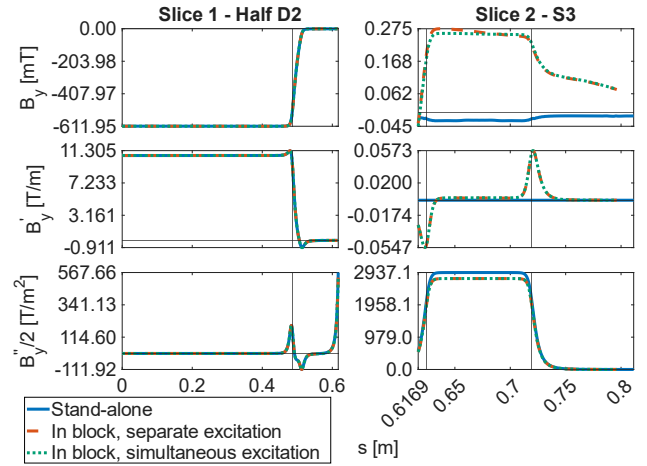 Slice 1 - Half D2
Slice 2 - S3
B_y [mT]
0.00
-203.98
-407.97
-611.95
0.275
0.168
0.062
-0.045
B_y' [T/m]
11.305
7.233
3.161
-0.911
0.0573
0.0200
-0.0174
-0.0547
B_y''/2 [T/m²]
567.66
341.13
114.60
-111.92
2937.1
1958.1
979.0
0.0
0 0.2 0.4 0.6
0.6169 0.65 0.7 0.75 0.8
s [m]
Stand-alone
In block, separate excitation
In block, simultaneous excitation